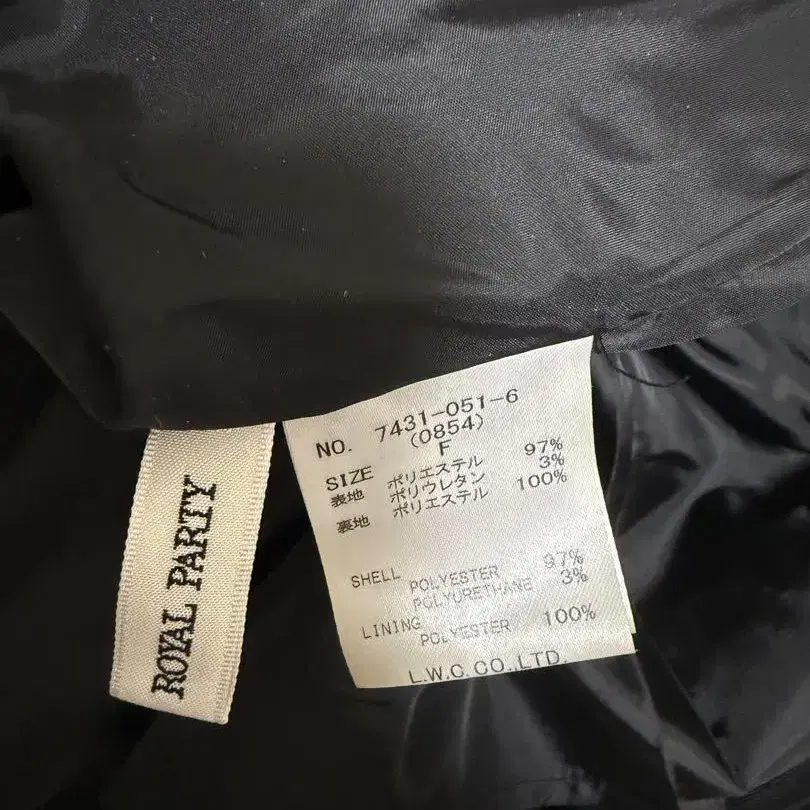 ROYAL PARTY
NO. 7431-051-6
(0854)
SIZE F
表地 ポリエステル 97%
ポリウレタン 3%
裏地 ポリエステル 100%
SHELL POLYESTER 97%
POLYURETHANE 3%
LINING POLYESTER 100%
L.W.C.CO.,LTD.